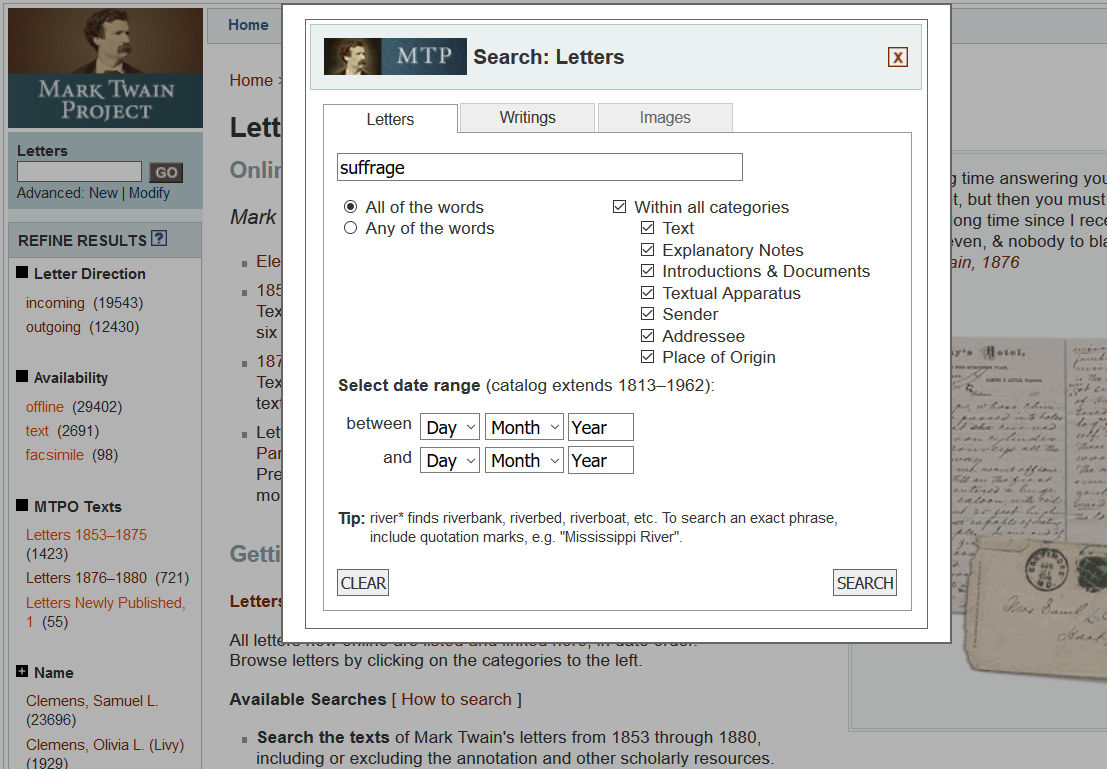 MARK TWAIN
PROJECT
Letters
GO
Advanced: New | Modify
REFINE RESULTS ?
Letter Direction
incoming (19543)
outgoing (12430)
Availability
offline (29402)
text (2691)
facsimile (98)
MTPO Texts
Letters 1853–1875
(1423)
Letters 1876–1880 (721)
Letters Newly Published,
1 (55)
Name
Clemens, Samuel L.
(23696)
Clemens, Olivia L. (Livy)
(1929)
Home
Home >
Lett
Onlin
Mark
Ele
185
Tex
six
187
Tex
text
Let
Par
Pre
mo
Getti
Letters
All letters now online are listed and linked here, in date order.
Browse letters by clicking on the categories to the left.
Available Searches [ How to search ]
Search the texts of Mark Twain's letters from 1853 through 1880,
including or excluding the annotation and other scholarly resources.
MTP Search: Letters X
Letters Writings Images
suffrage
All of the words
Any of the words
Within all categories
Text
Explanatory Notes
Introductions & Documents
Textual Apparatus
Sender
Addressee
Place of Origin
Select date range (catalog extends 1813–1962):
between Day Month Year
and Day Month Year
Tip: river* finds riverbank, riverbed, riverboat, etc. To search an exact phrase,
include quotation marks, e.g. "Mississippi River".
CLEAR SEARCH
g time answering you
t, but then you must
long time since I rece
even, & nobody to bla
ain, 1876